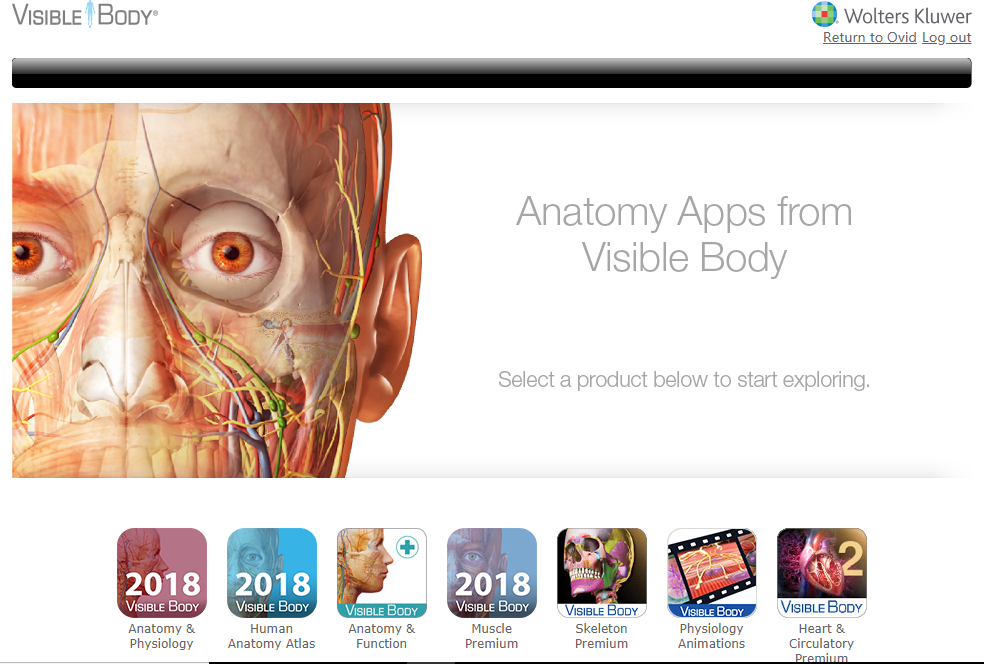 VISIBLE BODY®
Wolters Kluwer
Return to Ovid Log out
Anatomy Apps from
Visible Body
Select a product below to start exploring.
2018
VISIBLE BODY
Anatomy &
Physiology
2018
VISIBLE BODY
Human
Anatomy Atlas
VISIBLE BODY
Anatomy &
Function
2018
VISIBLE BODY
Muscle
Premium
VISIBLE BODY
Skeleton
Premium
VISIBLE BODY
Physiology
Animations
2
VISIBLE BODY
Heart &
Circulatory
Premium